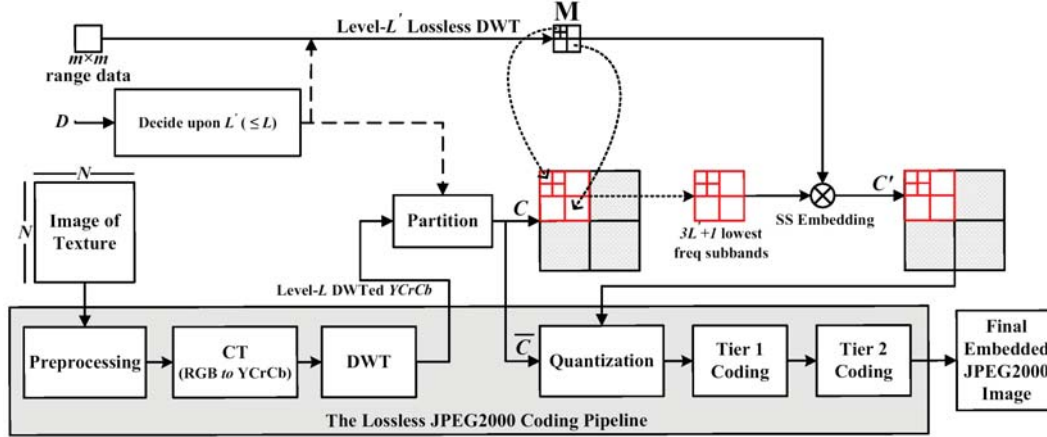 M
Level-L' Lossless DWT
m×m
range data
D
Decide upon L' (≤ L)
N
N
Image of
Texture
Partition
C
3L'+1 lowest
freq subbands
SS Embedding
C'
Level-L DWTed YCrCb
Preprocessing
CT
(RGB to YCrCb)
DWT
C̅
Quantization
Tier 1
Coding
Tier 2
Coding
Final
Embedded
JPEG2000
Image
The Lossless JPEG2000 Coding Pipeline